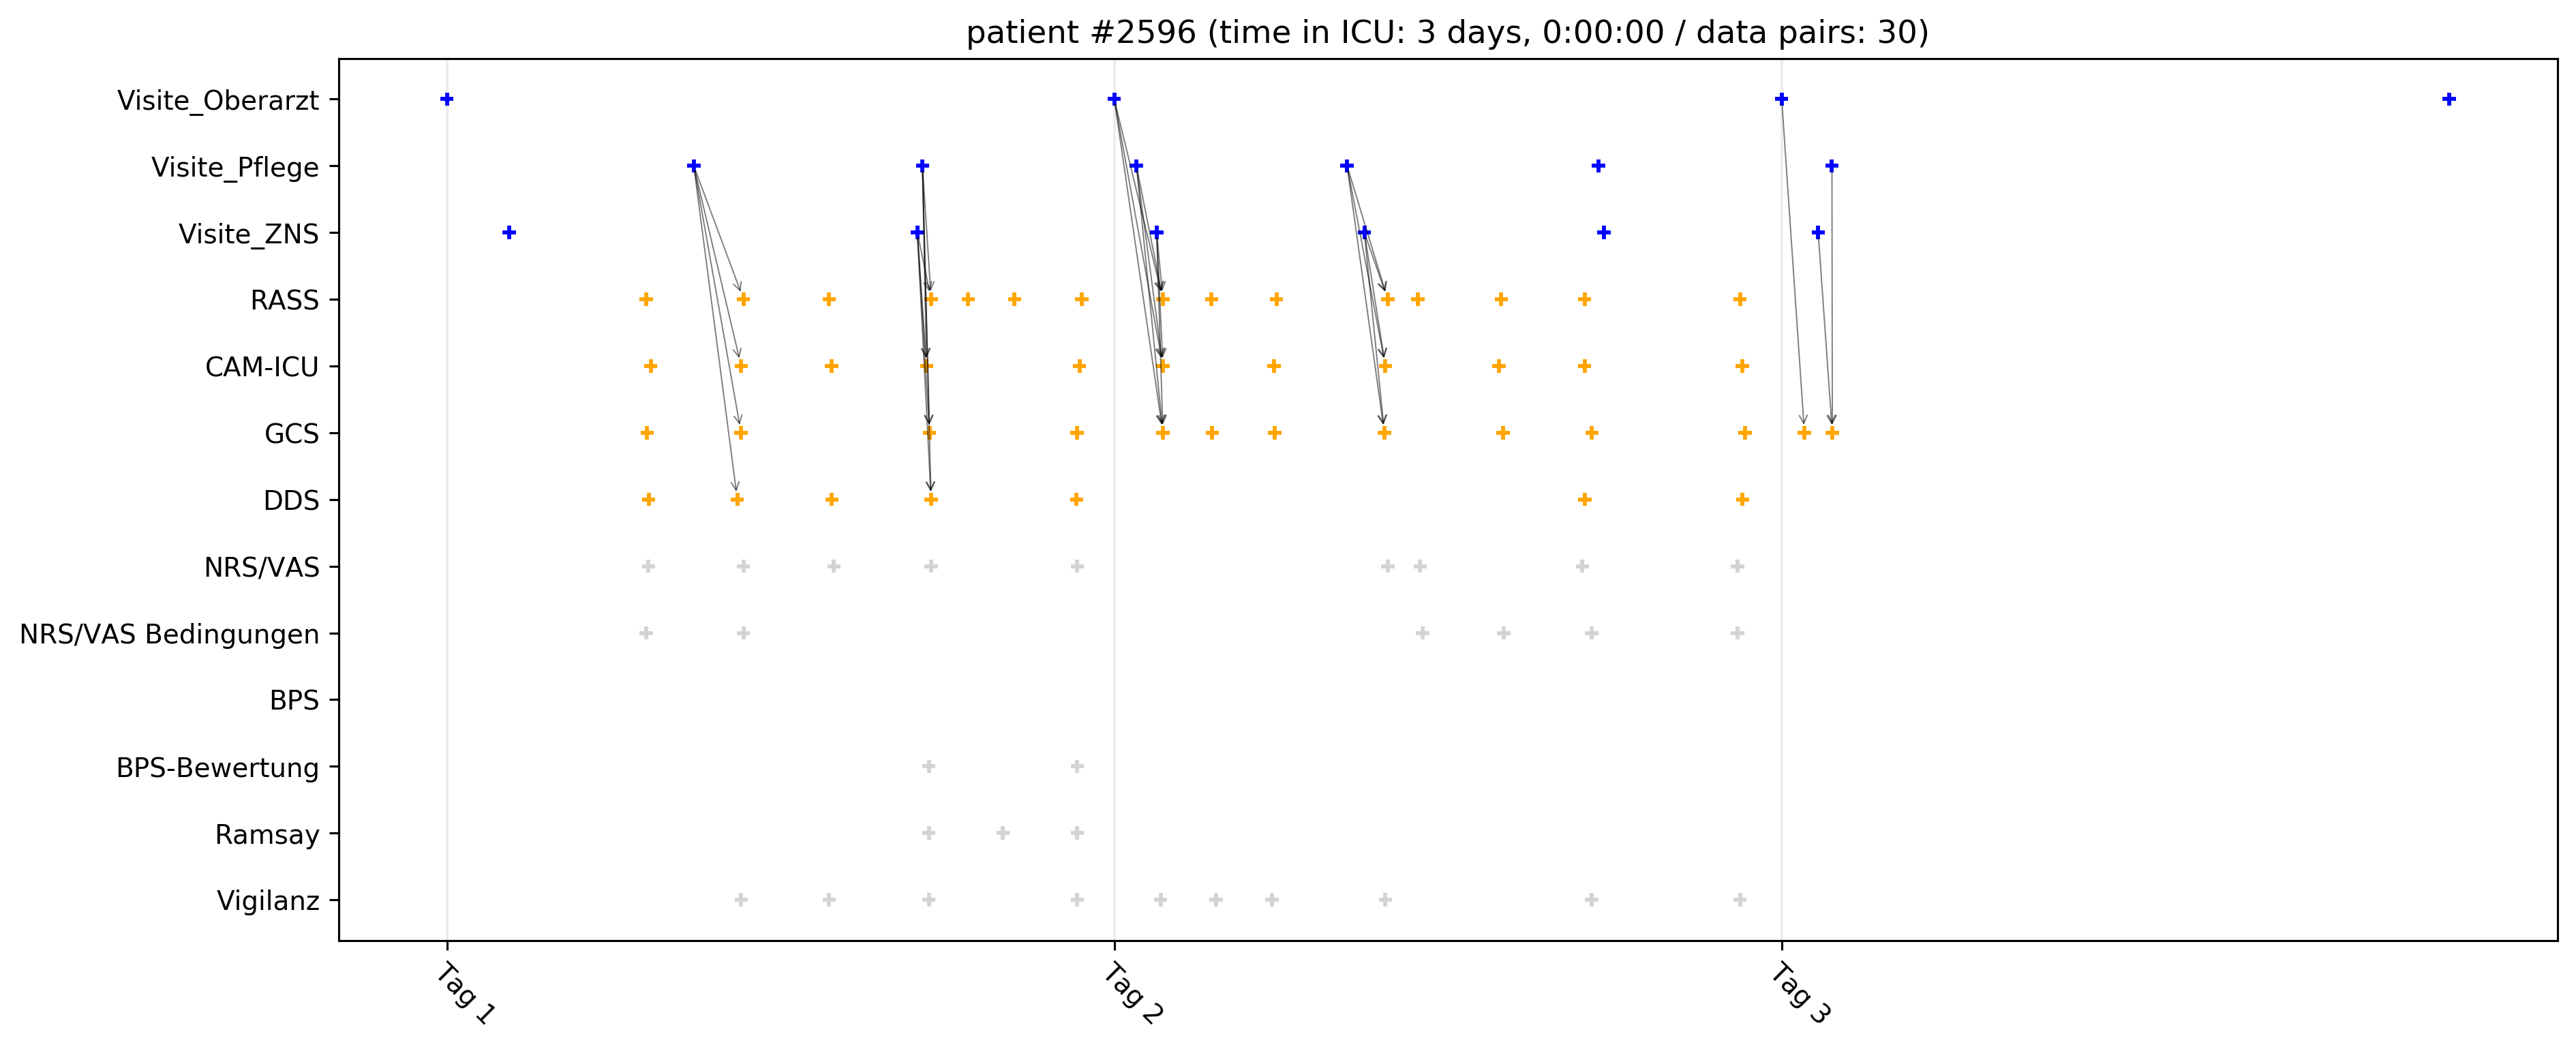 patient #2596 (time in ICU: 3 days, 0:00:00 / data pairs: 30)
Visite_Oberarzt
Visite_Pflege
Visite_ZNS
RASS
CAM-ICU
GCS
DDS
NRS/VAS
NRS/VAS Bedingungen
BPS
BPS-Bewertung
Ramsay
Vigilanz
Tag 1
Tag 2
Tag 3